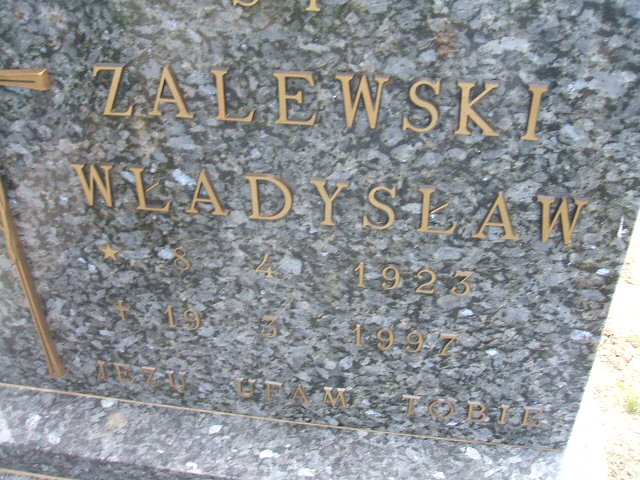 ZALEWSKI
WŁADYSŁAW
* 8 4 1923
+ 19 3 1997
JEZU UFAM TOBIE